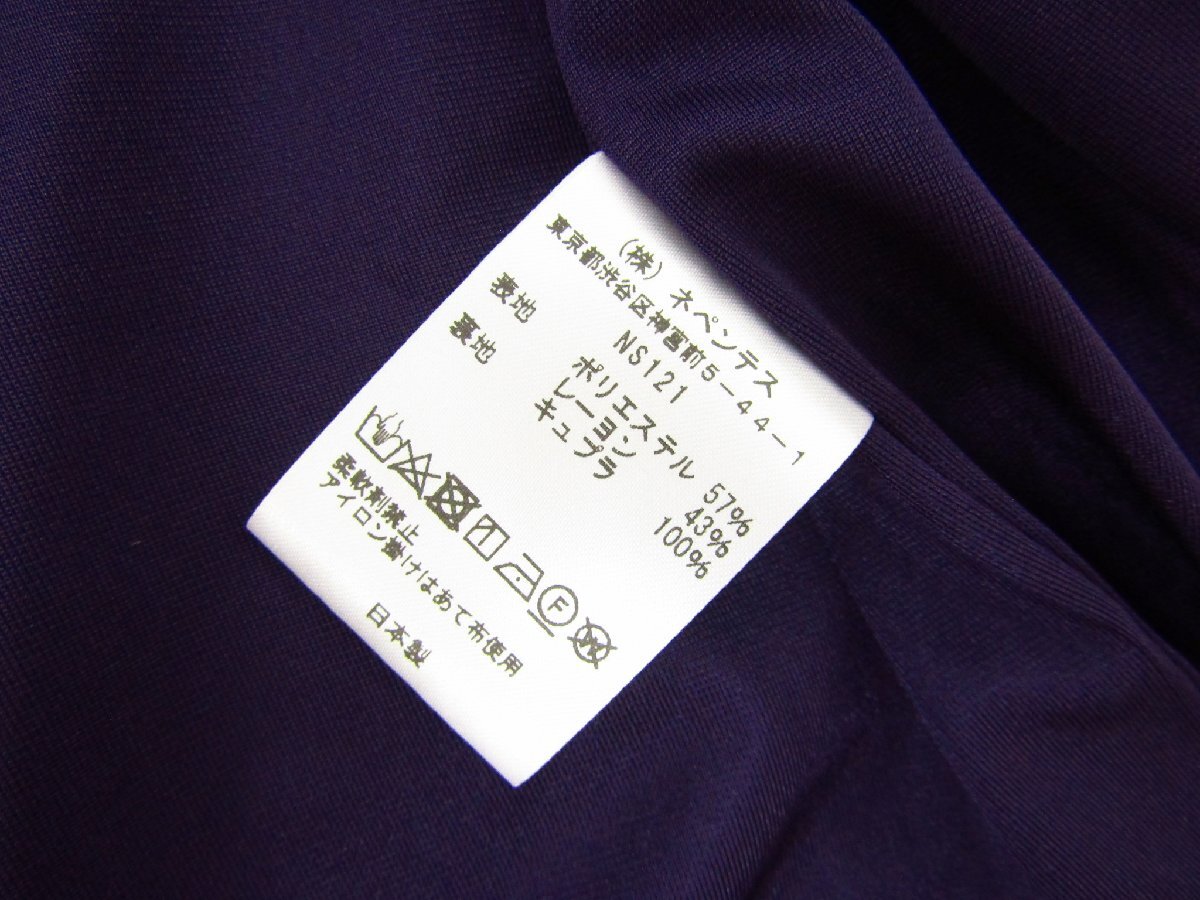 (株) ネペンテス
東京都渋谷区神宮前5-44-1
NS121
表地 ポリエステル 57%
レーヨン 43%
裏地 キュプラ 100%
F
W
柔軟剤禁止
アイロン掛けはあて布使用
日本製